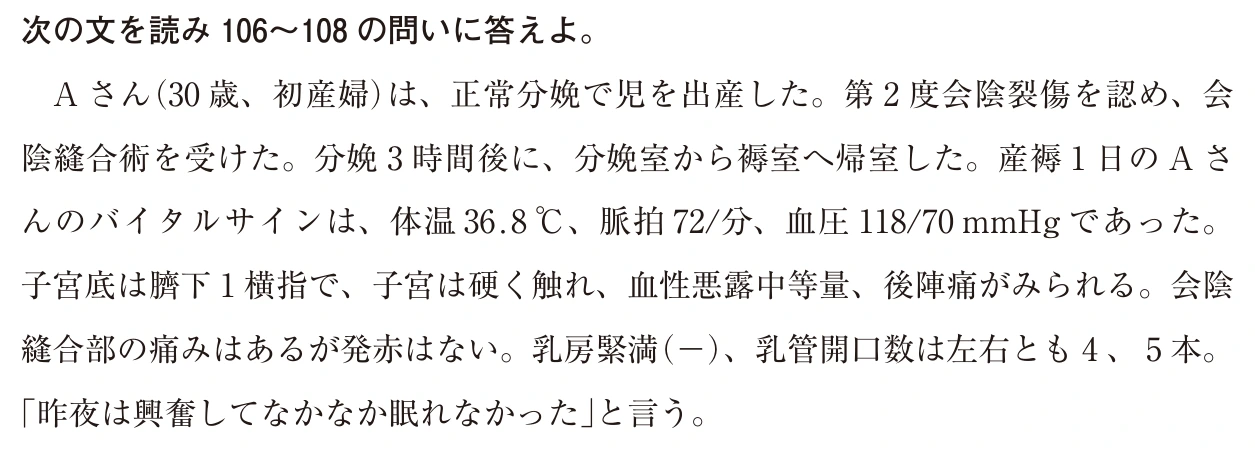 次の文を読み 106〜108 の問いに答えよ。
A さん(30 歳、初産婦)は、正常分娩で児を出産した。第 2 度会陰裂傷を認め、会
陰縫合術を受けた。分娩 3 時間後に、分娩室から褥室へ帰室した。産褥 1 日の A さ
んのバイタルサインは、体温 36.8 ℃、脈拍 72/分、血圧 118/70 mmHg であった。
子宮底は臍下 1 横指で、子宮は硬く触れ、血性悪露中等量、後陣痛がみられる。会陰
縫合部の痛みはあるが発赤はない。乳房緊満(－)、乳管開口数は左右とも 4 、 5 本。
「昨夜は興奮してなかなか眠れなかった」と言う。